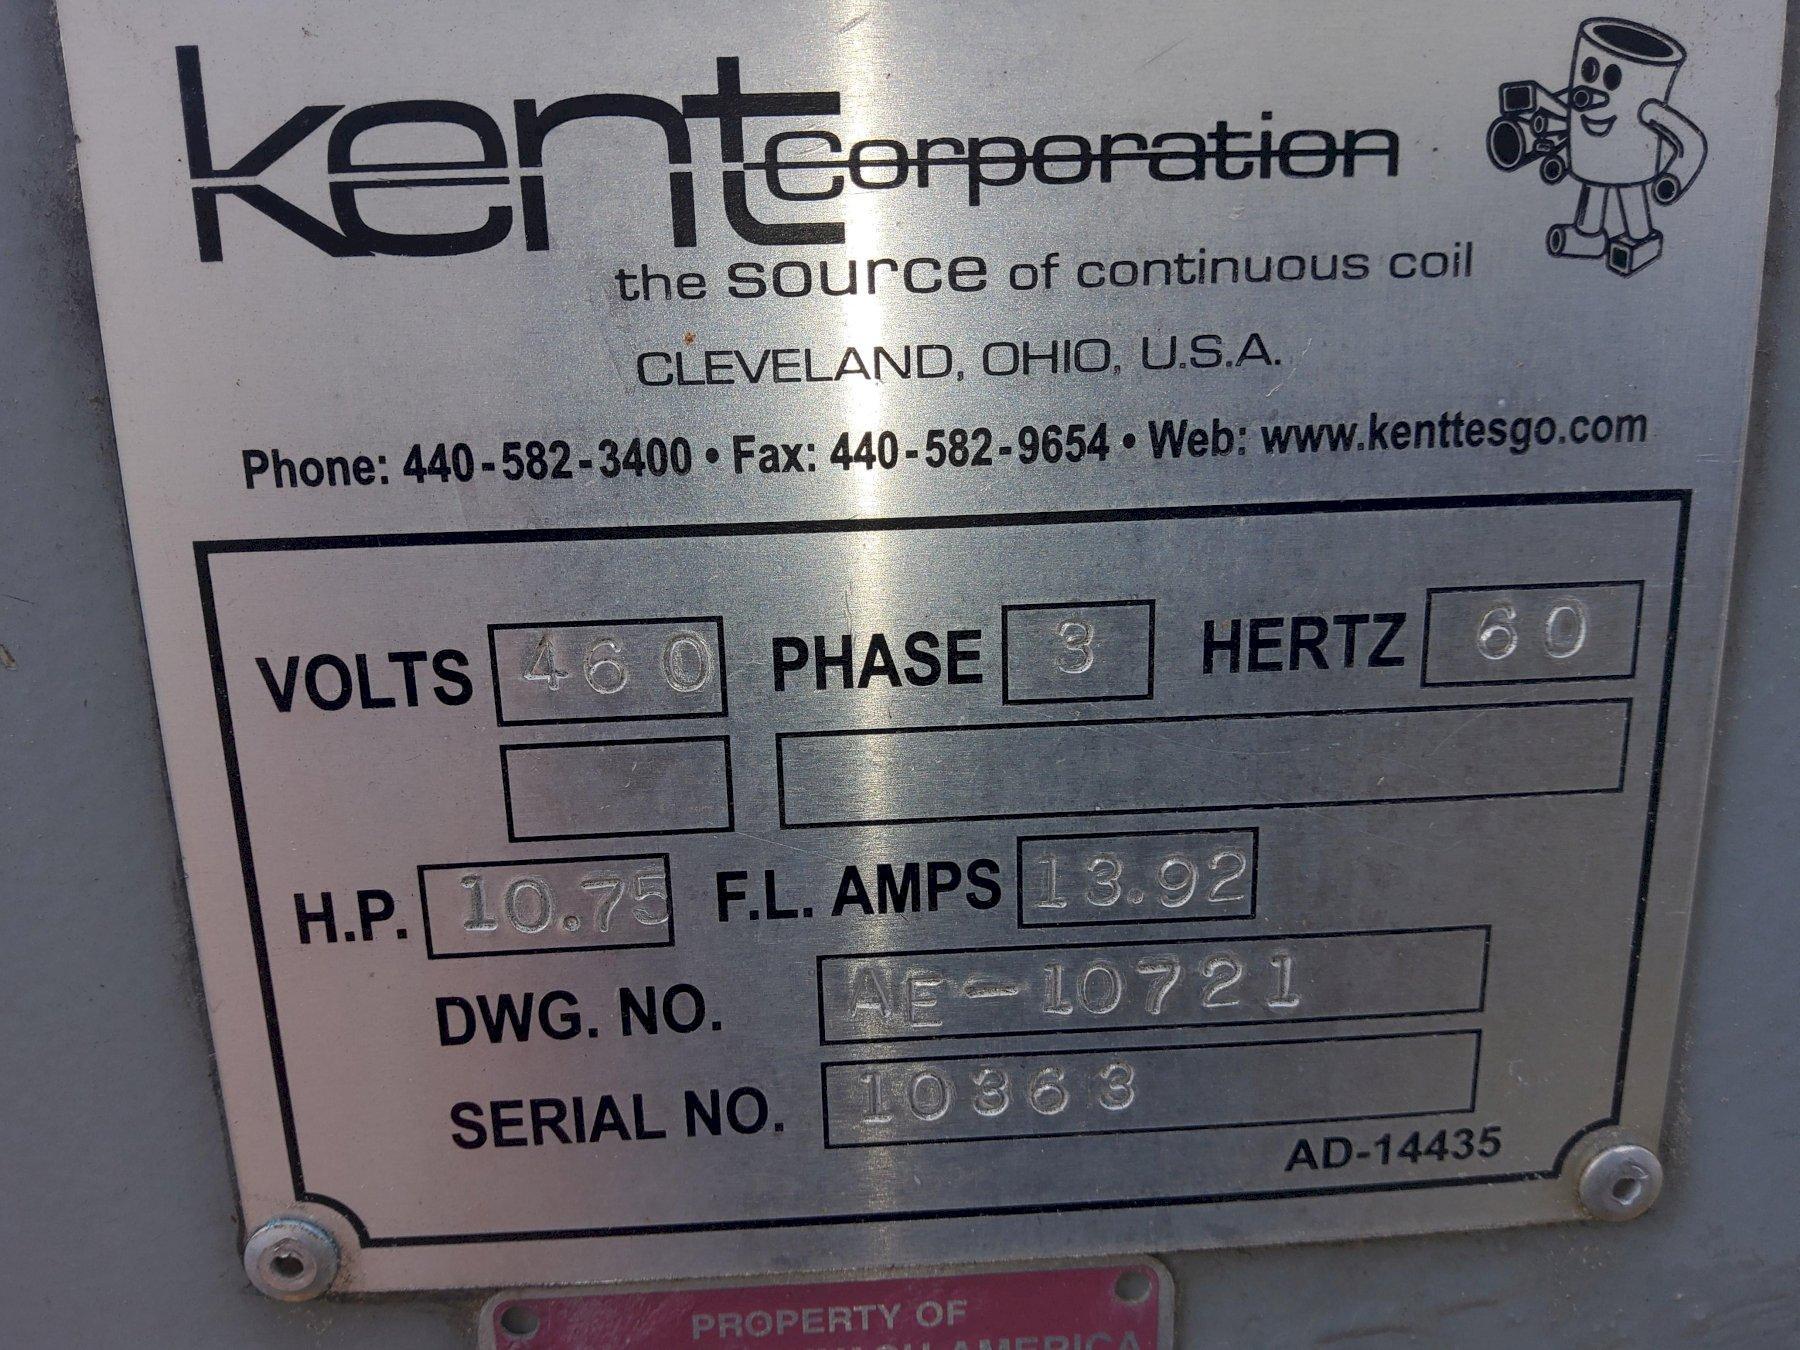 kent corporation
the source of continuous coil
CLEVELAND, OHIO, U.S.A.
Phone: 440-582-3400 • Fax: 440-582-9654 • Web: www.kenttesgo.com
VOLTS 460 PHASE 3 HERTZ 60
H.P. 10.75 F.L. AMPS 13.92
DWG. NO. AE-10721
SERIAL NO. 10363
AD-14435
PROPERTY OF
AMERICA